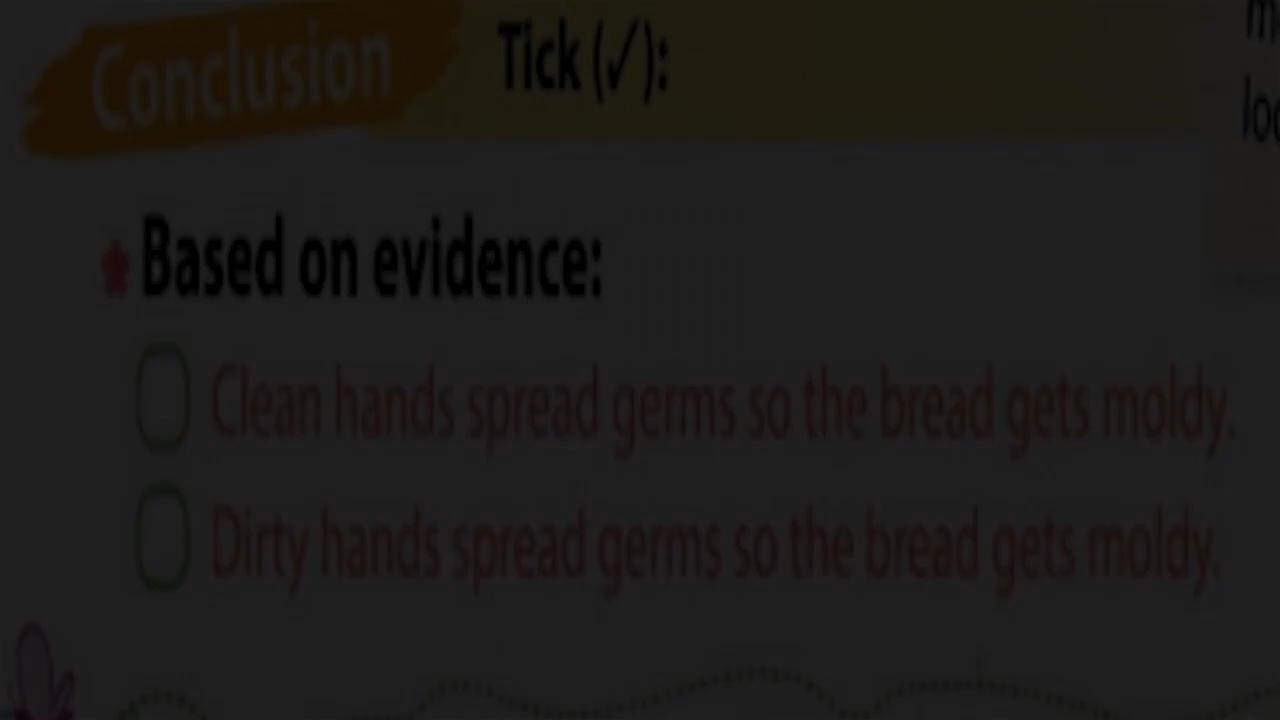 Conclusion Tick (✓):
Based on evidence:
Clean hands spread germs so the bread gets moldy.
Dirty hands spread germs so the bread gets moldy.